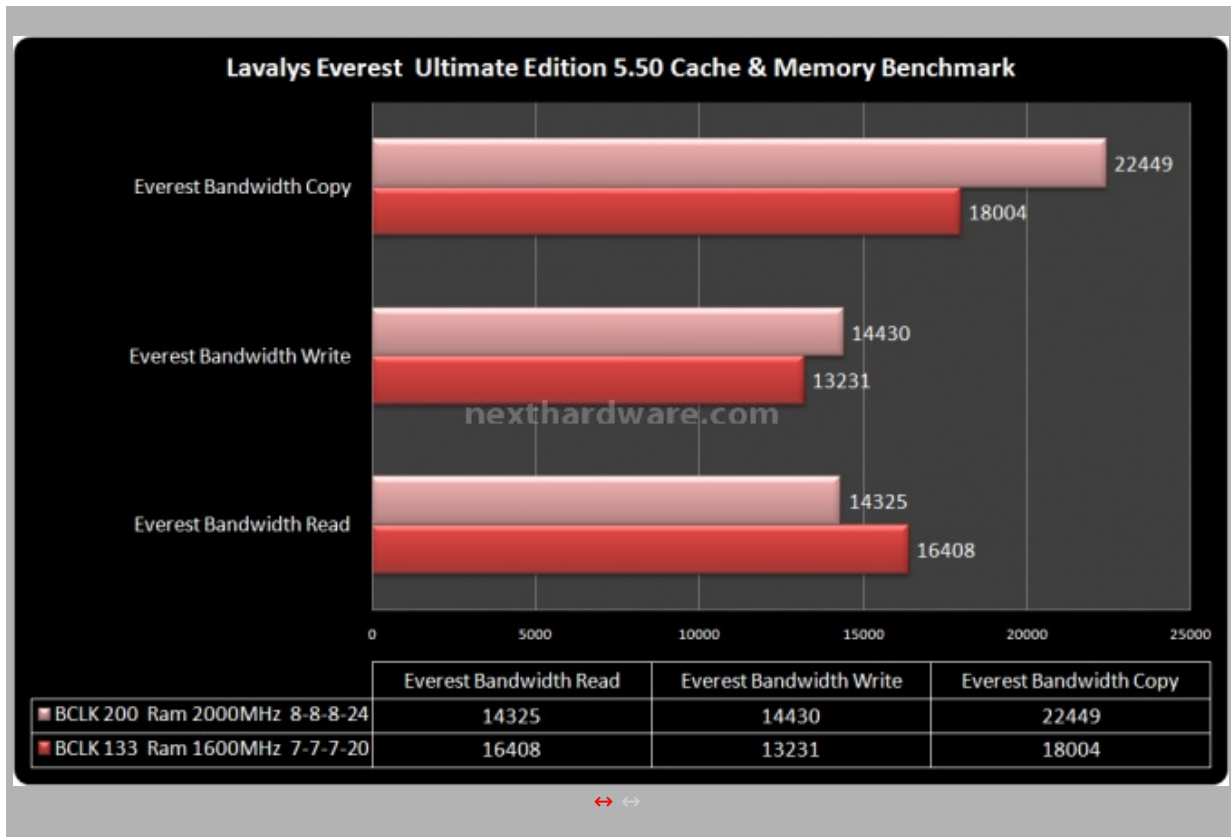 Lavalys Everest Ultimate Edition 5.50 Cache & Memory Benchmark
Everest Bandwidth Copy
22449
18004
Everest Bandwidth Write
14430
13231
nexthardware.com
Everest Bandwidth Read
14325
16408
0 5000 10000 15000 20000 25000
Everest Bandwidth Read Everest Bandwidth Write Everest Bandwidth Copy
BCLK 200 Ram 2000MHz 8-8-8-24 14325 14430 22449
BCLK 133 Ram 1600MHz 7-7-7-20 16408 13231 18004